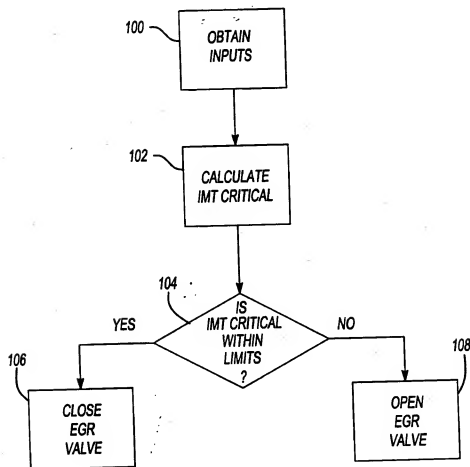 100
OBTAIN
INPUTS
102
CALCULATE
IMT CRITICAL
104
IS
IMT CRITICAL
WITHIN
LIMITS
?
YES
NO
106
CLOSE
EGR
VALVE
108
OPEN
EGR
VALVE